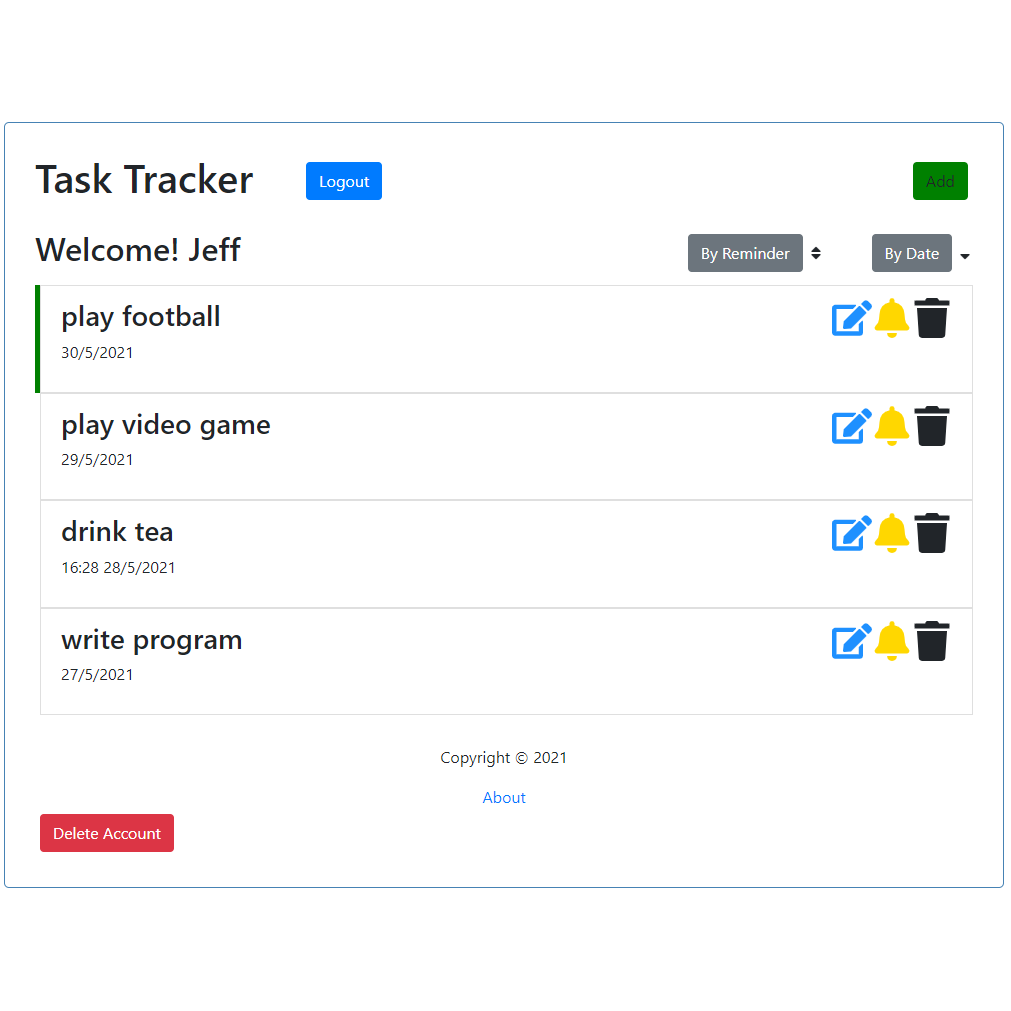 Task Tracker Logout Add
Welcome! Jeff By Reminder By Date
play football
30/5/2021
play video game
29/5/2021
drink tea
16:28 28/5/2021
write program
27/5/2021
Copyright © 2021
About
Delete Account